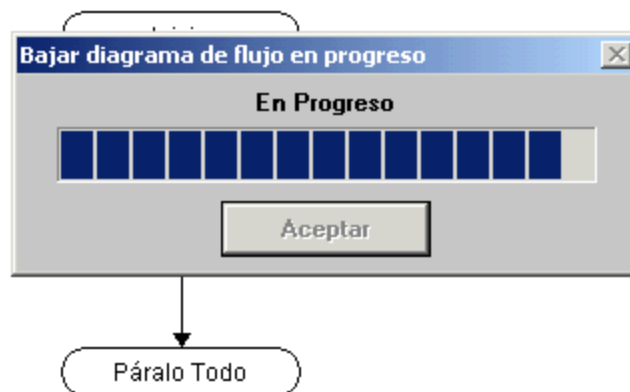 Bajar diagrama de flujo en progreso
En Progreso
Aceptar
Páralo Todo